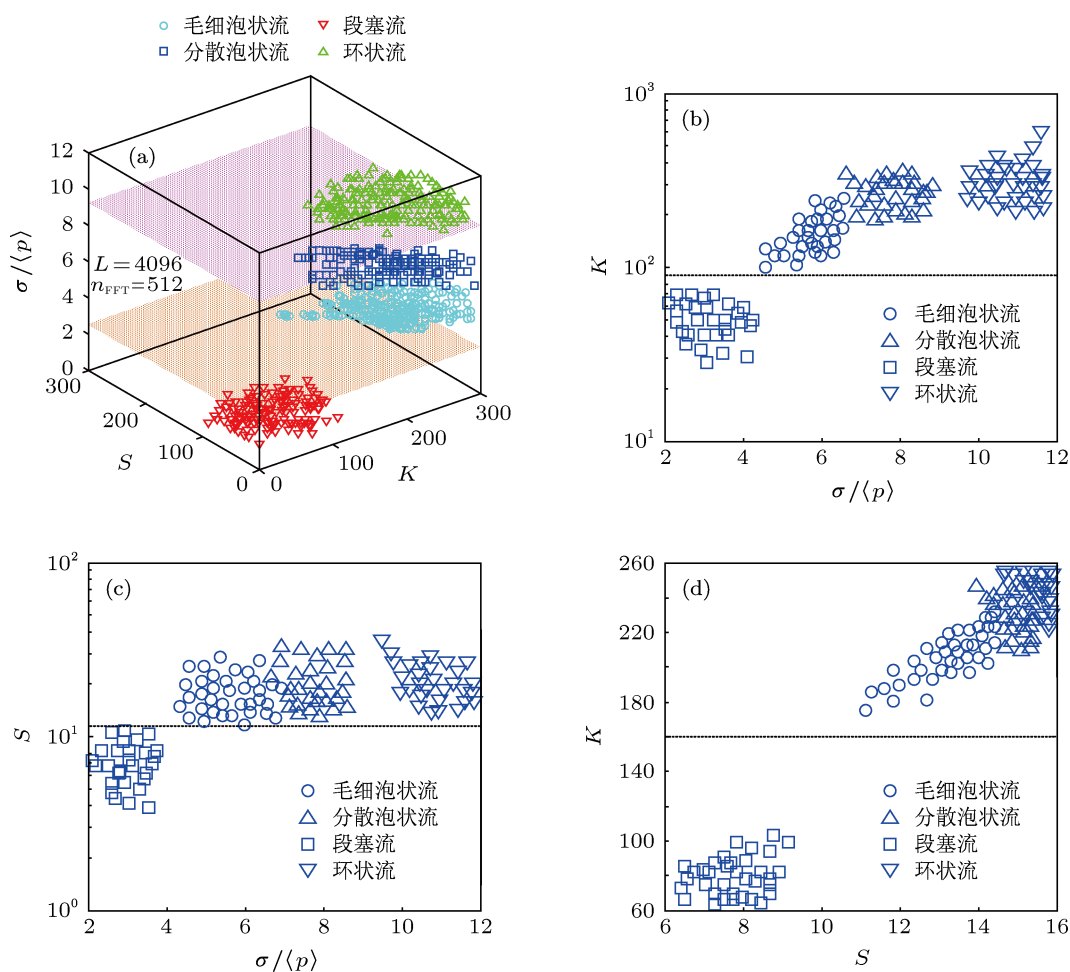 毛细泡状流 段塞流
分散泡状流 环状流
(a)
12
10
8
6
4
2
0
σ/⟨p⟩
L=4096
nFFT=512
300
200
100
0
S
0
100
200
300
K
(b)
10³
10²
10¹
K
2 4 6 8 10 12
σ/⟨p⟩
毛细泡状流
分散泡状流
段塞流
环状流
(c)
10²
10¹
10⁰
S
2 4 6 8 10 12
σ/⟨p⟩
毛细泡状流
分散泡状流
段塞流
环状流
(d)
260
220
180
140
100
60
K
6 8 10 12 14 16
S
毛细泡状流
分散泡状流
段塞流
环状流